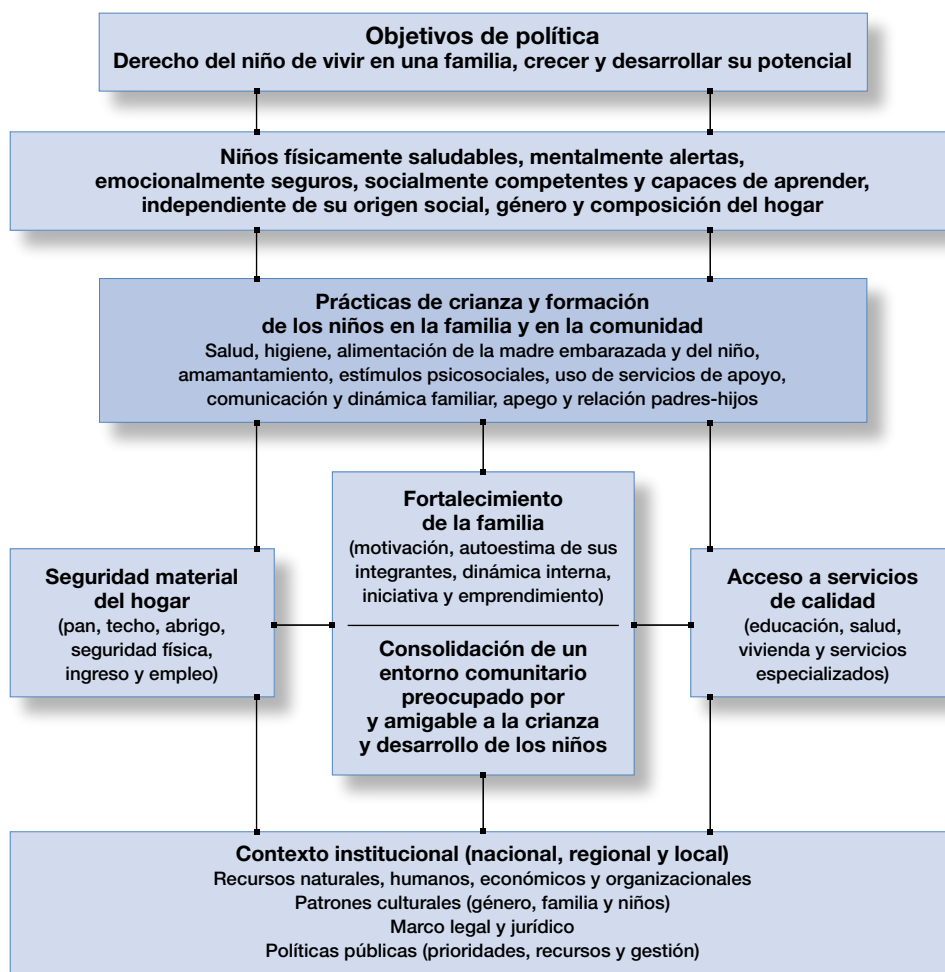 Objetivos de política
Derecho del niño de vivir en una familia, crecer y desarrollar su potencial
Niños físicamente saludables, mentalmente alertas,
emocionalmente seguros, socialmente competentes y capaces de aprender,
independiente de su origen social, género y composición del hogar
Prácticas de crianza y formación
de los niños en la familia y en la comunidad
Salud, higiene, alimentación de la madre embarazada y del niño,
amamantamiento, estímulos psicosociales, uso de servicios de apoyo,
comunicación y dinámica familiar, apego y relación padres-hijos
Seguridad material
del hogar
(pan, techo, abrigo,
seguridad física,
ingreso y empleo)
Fortalecimiento
de la familia
(motivación, autoestima de sus
integrantes, dinámica interna,
iniciativa y emprendimiento)
Consolidación de un
entorno comunitario
preocupado por
y amigable a la crianza
y desarrollo de los niños
Acceso a servicios
de calidad
(educación, salud,
vivienda y servicios
especializados)
Contexto institucional (nacional, regional y local)
Recursos naturales, humanos, económicos y organizacionales
Patrones culturales (género, familia y niños)
Marco legal y jurídico
Políticas públicas (prioridades, recursos y gestión)